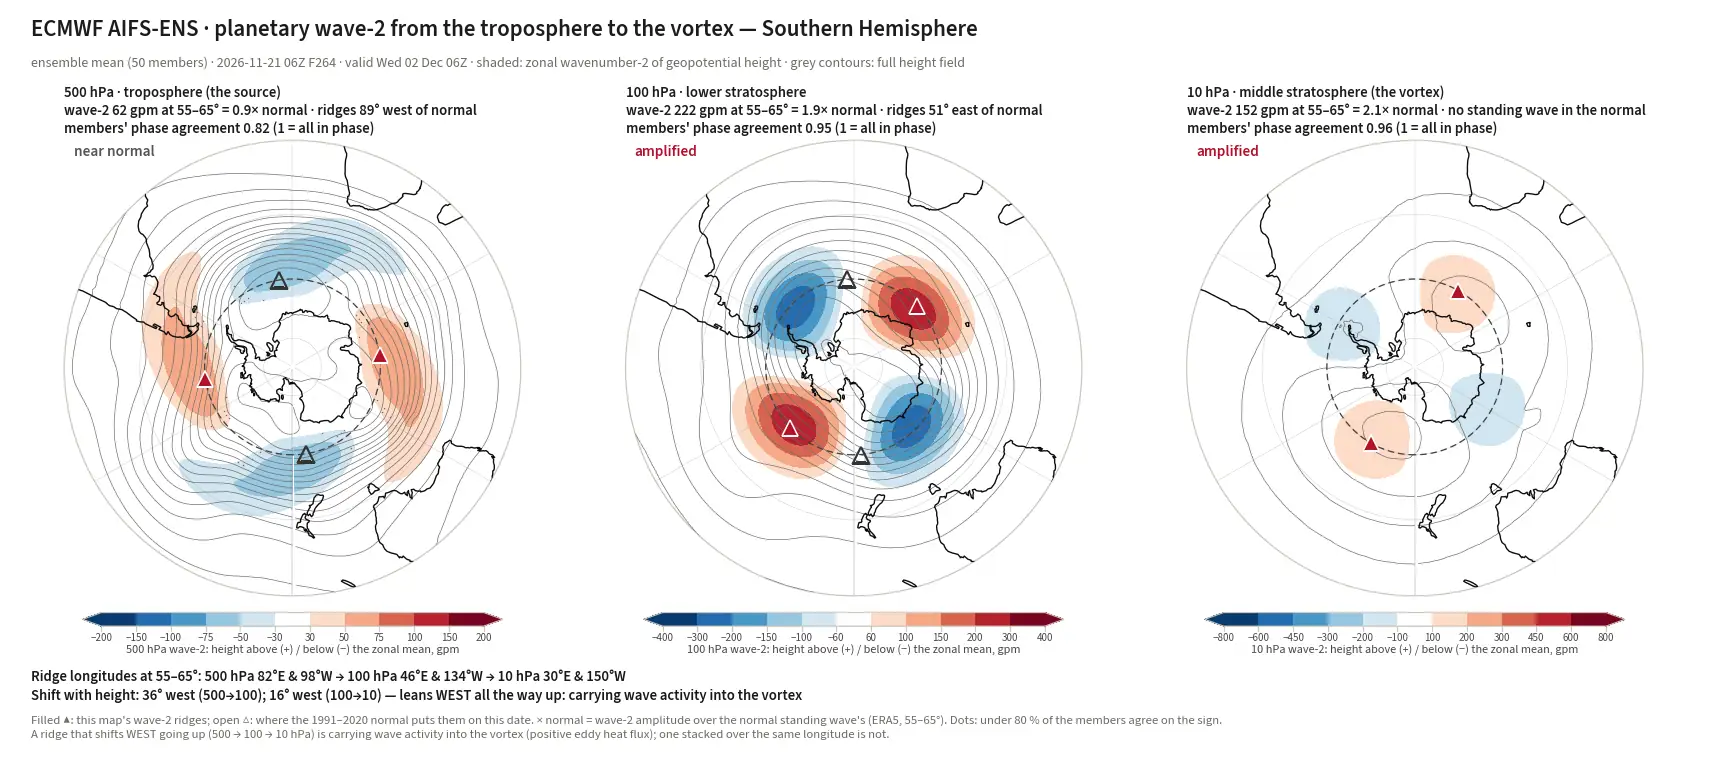 ECMWF AIFS-ENS · planetary wave-2 from the troposphere to the vortex — Southern Hemisphere
ensemble mean (50 members) · 2026-11-21 06Z F264 · valid Wed 02 Dec 06Z · shaded: zonal wavenumber-2 of geopotential height · grey contours: full height field
500 hPa · troposphere (the source)
wave-2 62 gpm at 55–65° = 0.9× normal · ridges 89° west of normal
members' phase agreement 0.82 (1 = all in phase)
near normal
100 hPa · lower stratosphere
wave-2 222 gpm at 55–65° = 1.9× normal · ridges 51° east of normal
members' phase agreement 0.95 (1 = all in phase)
amplified
10 hPa · middle stratosphere (the vortex)
wave-2 152 gpm at 55–65° = 2.1× normal · no standing wave in the normal
members' phase agreement 0.96 (1 = all in phase)
amplified
−200 −150 −100 −75 −50 −30 30 50 75 100 150 200
500 hPa wave-2: height above (+) / below (−) the zonal mean, gpm
−400 −300 −200 −150 −100 −60 60 100 150 200 300 400
100 hPa wave-2: height above (+) / below (−) the zonal mean, gpm
−800 −600 −450 −300 −200 −100 100 200 300 450 600 800
10 hPa wave-2: height above (+) / below (−) the zonal mean, gpm
Ridge longitudes at 55–65°: 500 hPa 82°E & 98°W → 100 hPa 46°E & 134°W → 10 hPa 30°E & 150°W
Shift with height: 36° west (500→100); 16° west (100→10) — leans WEST all the way up: carrying wave activity into the vortex
Filled ▲: this map's wave-2 ridges; open △: where the 1991–2020 normal puts them on this date. × normal = wave-2 amplitude over the normal standing wave's (ERA5, 55–65°). Dots: under 80 % of the members agree on the sign.
A ridge that shifts WEST going up (500 → 100 → 10 hPa) is carrying wave activity into the vortex (positive eddy heat flux); one stacked over the same longitude is not.